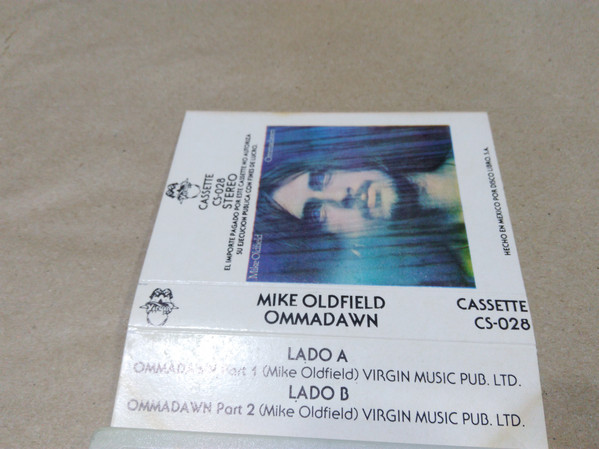 CASSETTE
CS-028
STEREO
EL IMPORTE PAGADO POR ESTE CASSETTE NO AUTORIZA
SU EJECUCION PUBLICA CON FINES DE LUCRO.
Ommadawn
Mike Oldfield
HECHO EN MEXICO POR DISCO LIBRO, S.A.
MIKE OLDFIELD
OMMADAWN
CASSETTE
CS-028
LADO A
OMMADAWN Part 1 (Mike Oldfield) VIRGIN MUSIC PUB. LTD.
LADO B
OMMADAWN Part 2 (Mike Oldfield) VIRGIN MUSIC PUB. LTD.